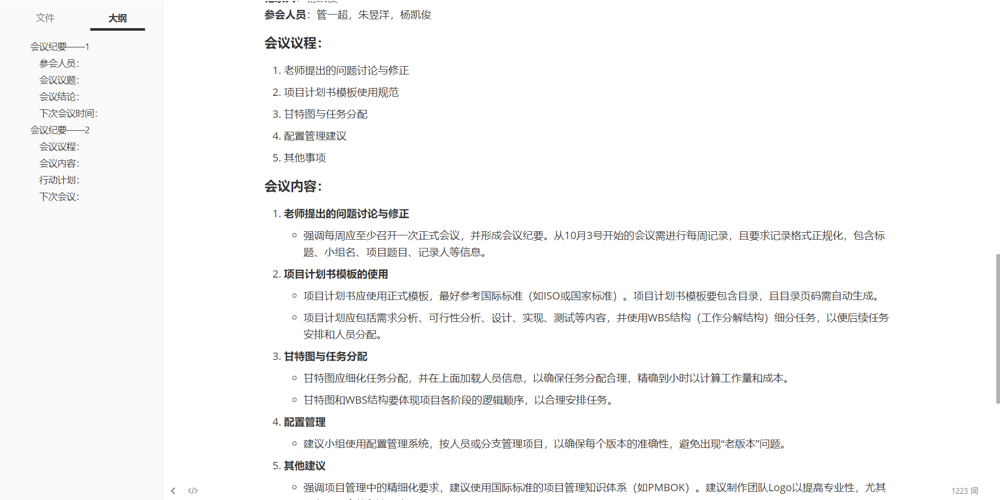 文件
大纲
会议纪要——1
参会人员：
会议议题：
会议结论：
下次会议时间：
会议纪要——2
会议议程：
会议内容：
行动计划：
下次会议：
参会人员：管一超，朱昱洋，杨凯俊
会议议程：
1. 老师提出的问题讨论与修正
2. 项目计划书模板使用规范
3. 甘特图与任务分配
4. 配置管理建议
5. 其他事项
会议内容：
1. 老师提出的问题讨论与修正
强调每周应至少召开一次正式会议，并形成会议纪要。从10月3号开始的会议需进行每周记录，且要求记录格式正规化，包含标
题、小组名、项目题目、记录人等信息。
2. 项目计划书模板的使用
项目计划书应使用正式模板，最好参考国际标准（如ISO或国家标准）。项目计划书模板要包含目录，且目录页码需自动生成。
项目计划应包括需求分析、可行性分析、设计、实现、测试等内容，并使用WBS结构（工作分解结构）细分任务，以便后续任务
安排和人员分配。
3. 甘特图与任务分配
甘特图应细化任务分配，并在上面加载人员信息，以确保任务分配合理，精确到小时以计算工作量和成本。
甘特图和WBS结构要体现项目各阶段的逻辑顺序，以合理安排任务。
4. 配置管理
建议小组使用配置管理系统，按人员或分支管理项目，以确保每个版本的准确性，避免出现“老版本”问题。
5. 其他建议
强调项目管理中的精细化要求，建议使用国际标准的项目管理知识体系（如PMBOK）。建议制作团队Logo以提高专业性，尤其
1223 词